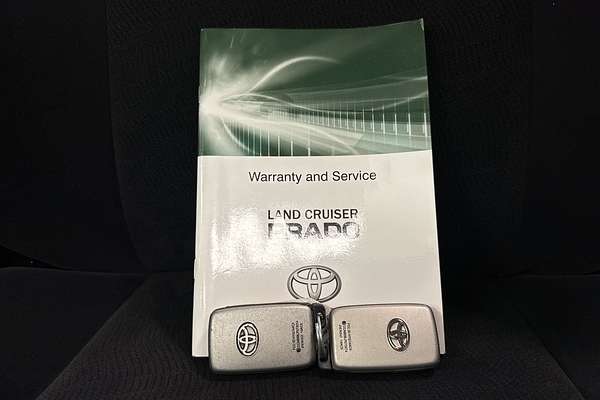 Warranty and Service
LAND CRUISER
PRADO